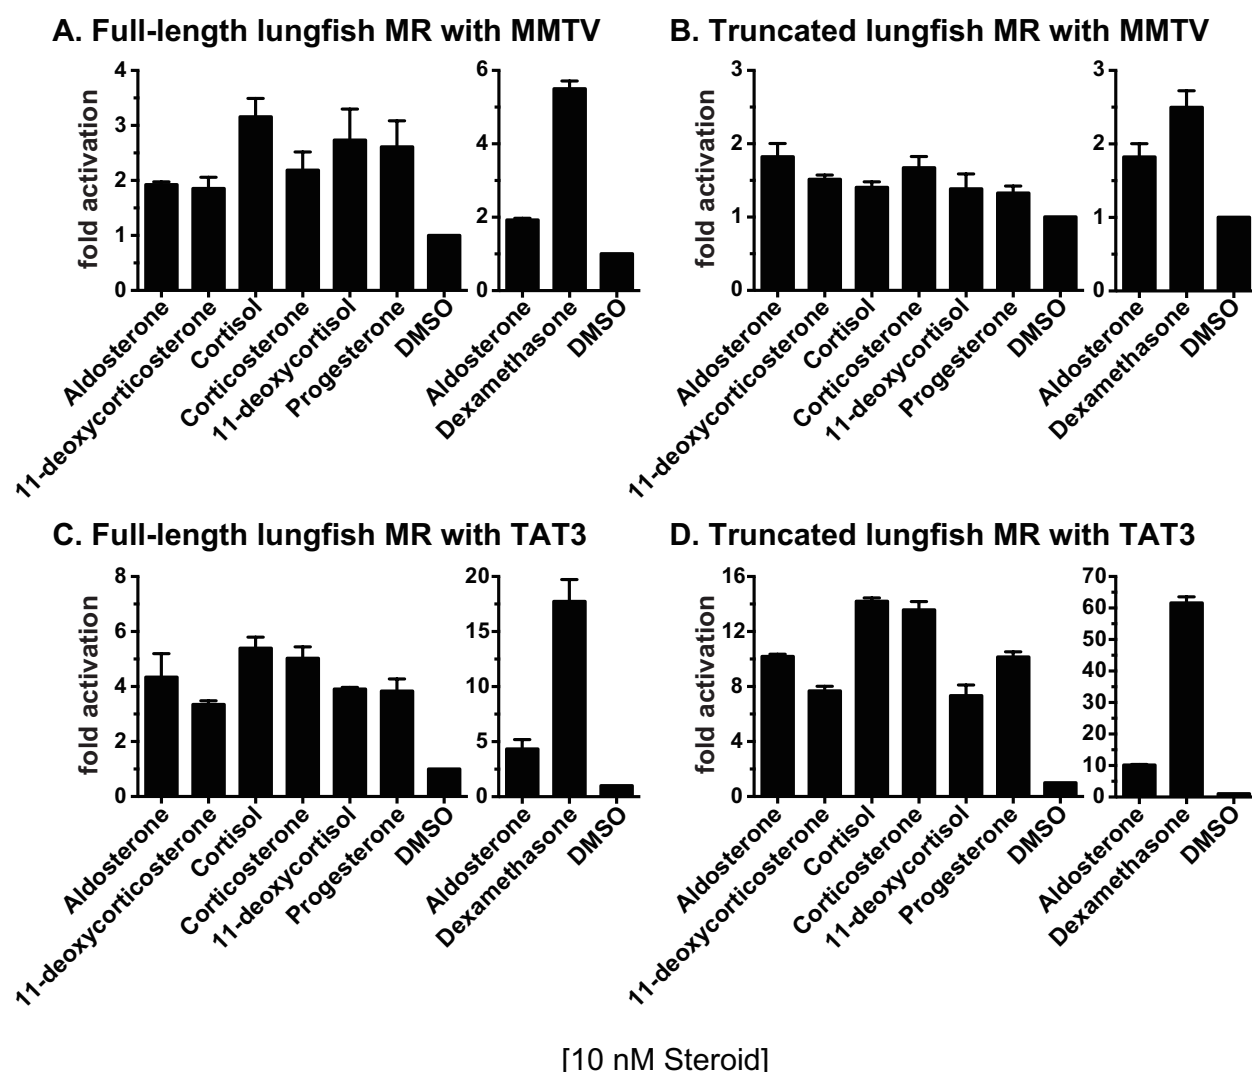 A. Full-length lungfish MR with MMTV
fold activation
4
3
2
1
0
Aldosterone
11-deoxycorticosterone
Cortisol
Corticosterone
11-deoxycortisol
Progesterone
DMSO
6
4
2
0
Aldosterone
Dexamethasone
DMSO
B. Truncated lungfish MR with MMTV
fold activation
3
2
1
0
Aldosterone
11-deoxycorticosterone
Cortisol
Corticosterone
11-deoxycortisol
Progesterone
DMSO
3
2
1
0
Aldosterone
Dexamethasone
DMSO
C. Full-length lungfish MR with TAT3
fold activation
8
6
4
2
0
Aldosterone
11-deoxycorticosterone
Cortisol
Corticosterone
11-deoxycortisol
Progesterone
DMSO
20
15
10
5
0
Aldosterone
Dexamethasone
DMSO
D. Truncated lungfish MR with TAT3
fold activation
16
12
8
4
0
Aldosterone
11-deoxycorticosterone
Cortisol
Corticosterone
11-deoxycortisol
Progesterone
DMSO
70
60
50
40
30
20
10
0
Aldosterone
Dexamethasone
DMSO
[10 nM Steroid]